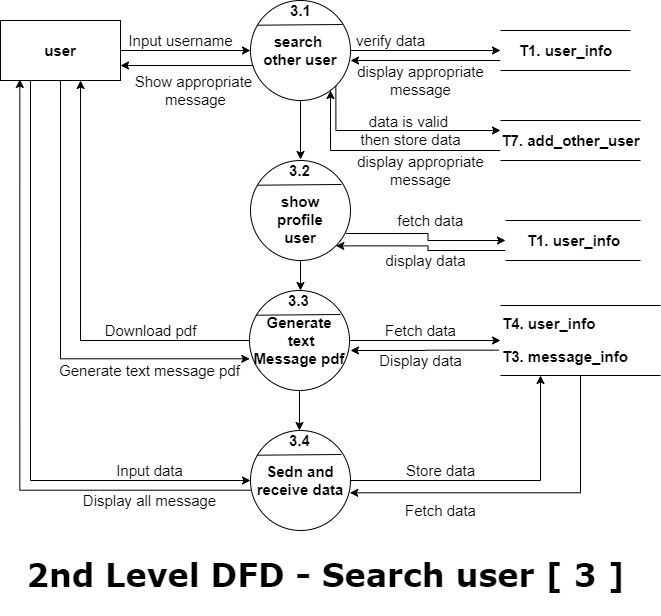 3.1
user
Input username
search
other user
verify data
T1. user_info
Show appropriate
message
display appropriate
message
data is valid
then store data
T7. add_other_user
display appropriate
message
3.2
show
profile
user
fetch data
T1. user_info
display data
3.3
Generate
text
Message pdf
Download pdf
Generate text message pdf
Fetch data
Display data
T4. user_info
T3. message_info
3.4
Sedn and
receive data
Input data
Display all message
Store data
Fetch data
2nd Level DFD - Search user [ 3 ]